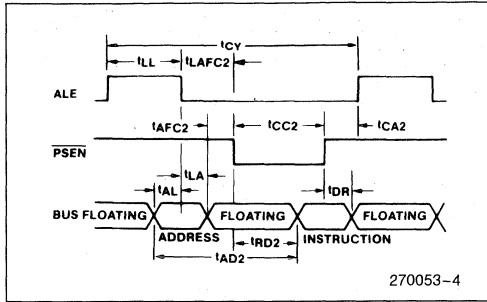 tCY
tLL tLAFC2
ALE
tAFC2 tCC2 tCA2
PSEN
tLA
tAL tDR
BUS FLOATING FLOATING FLOATING
ADDRESS tRD2 INSTRUCTION
tAD2
270053-4